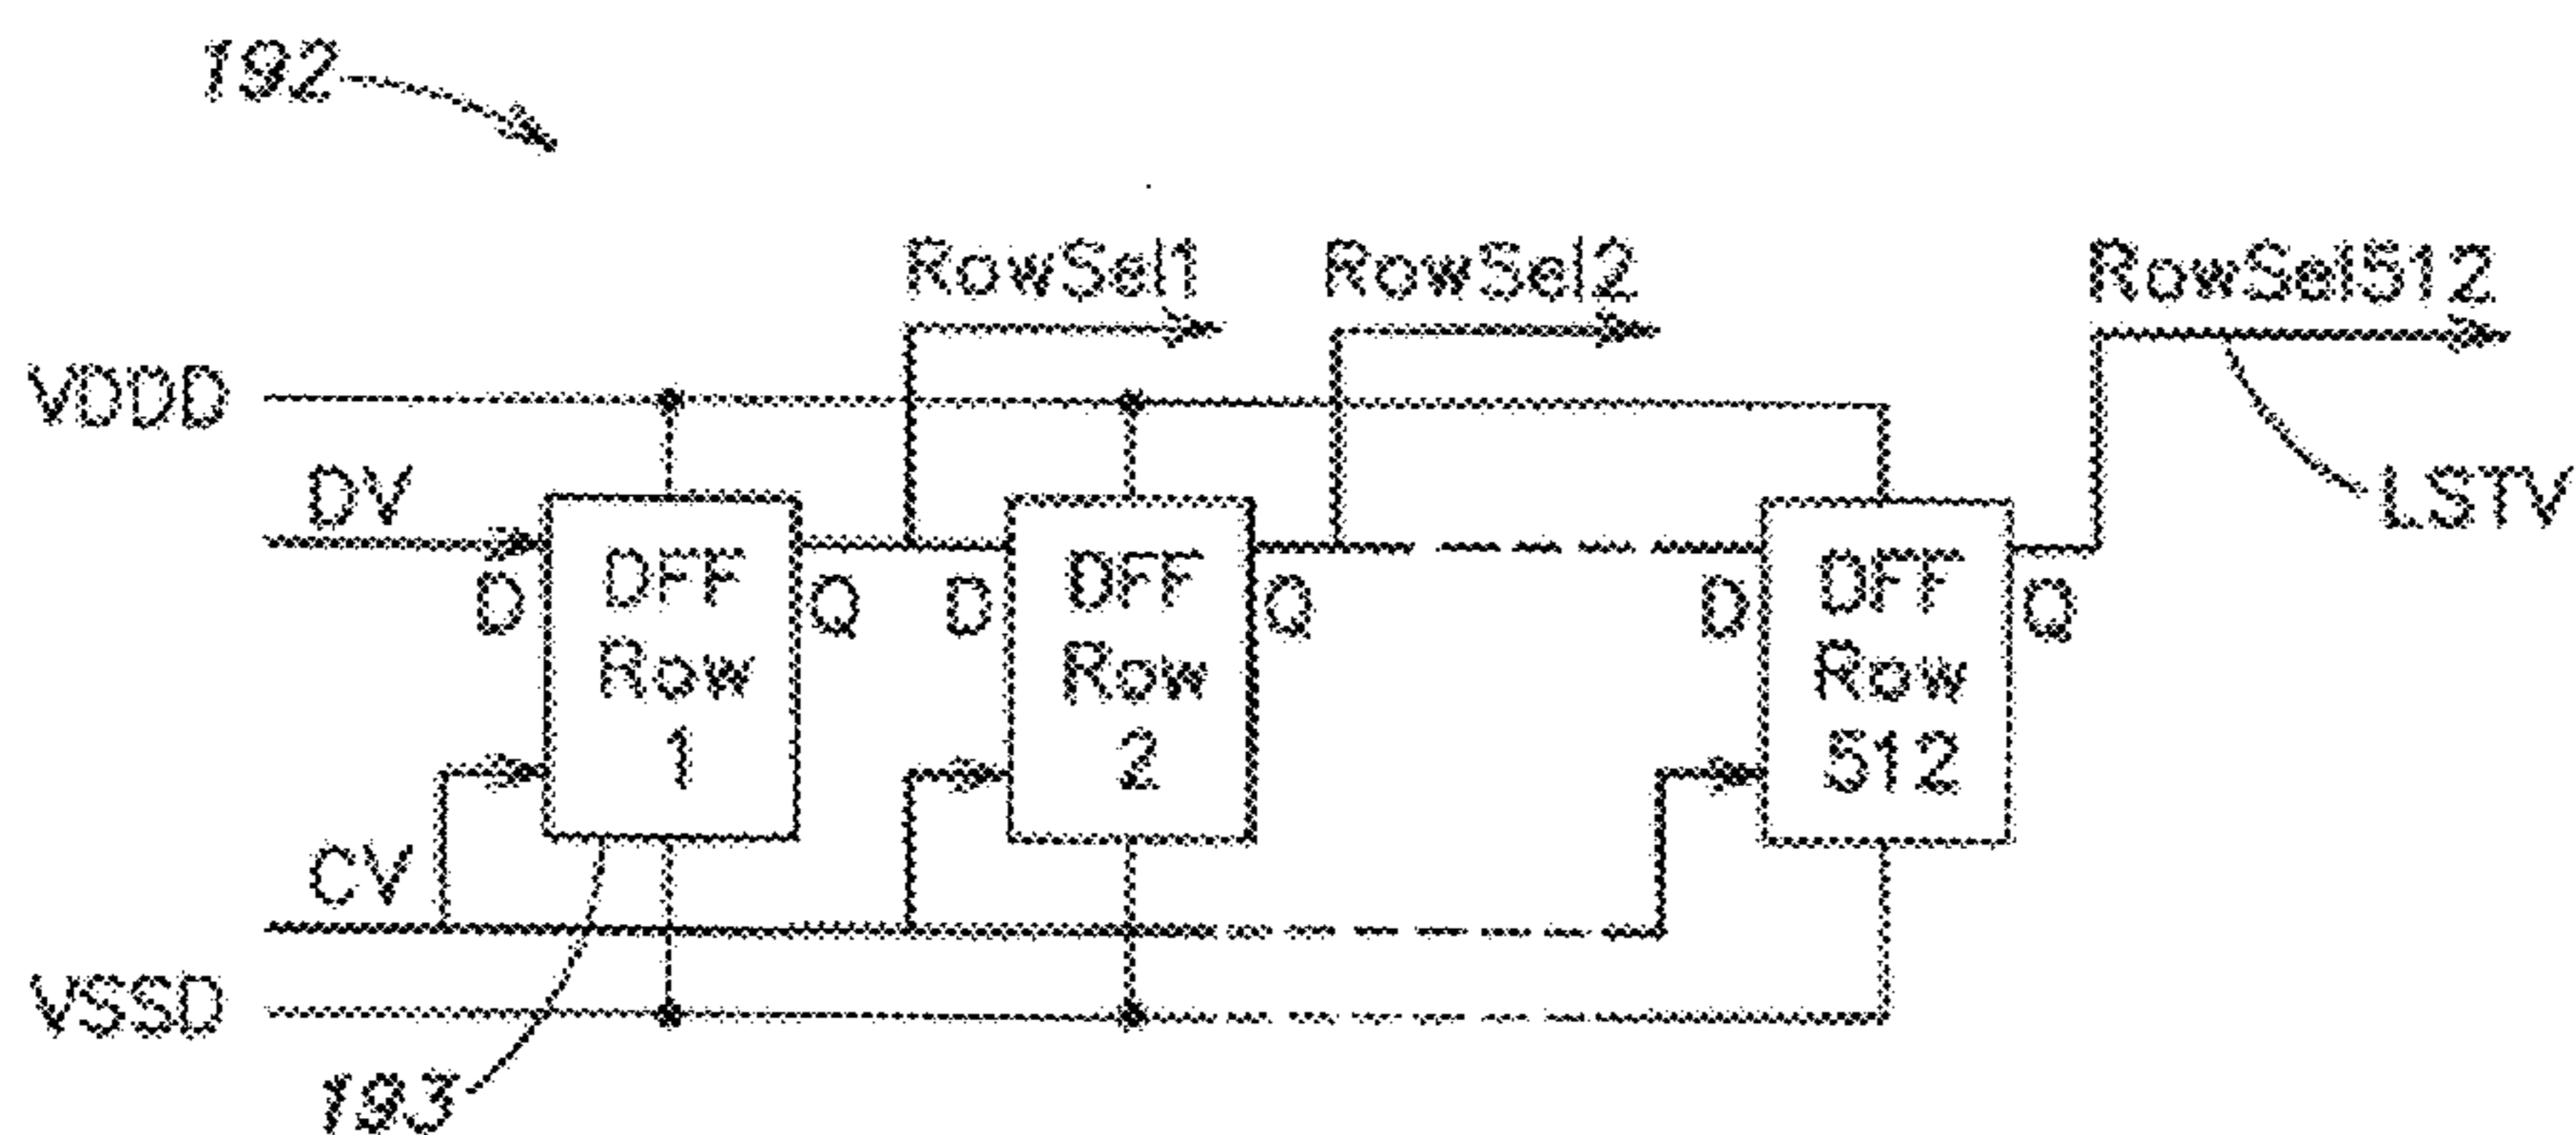 192
RowSel1 RowSel2 RowSel512
VDDD
DV
LSTV
D DFF Row 1 Q
D DFF Row 2 Q
D DFF Row 512 Q
CV
VSSD
193